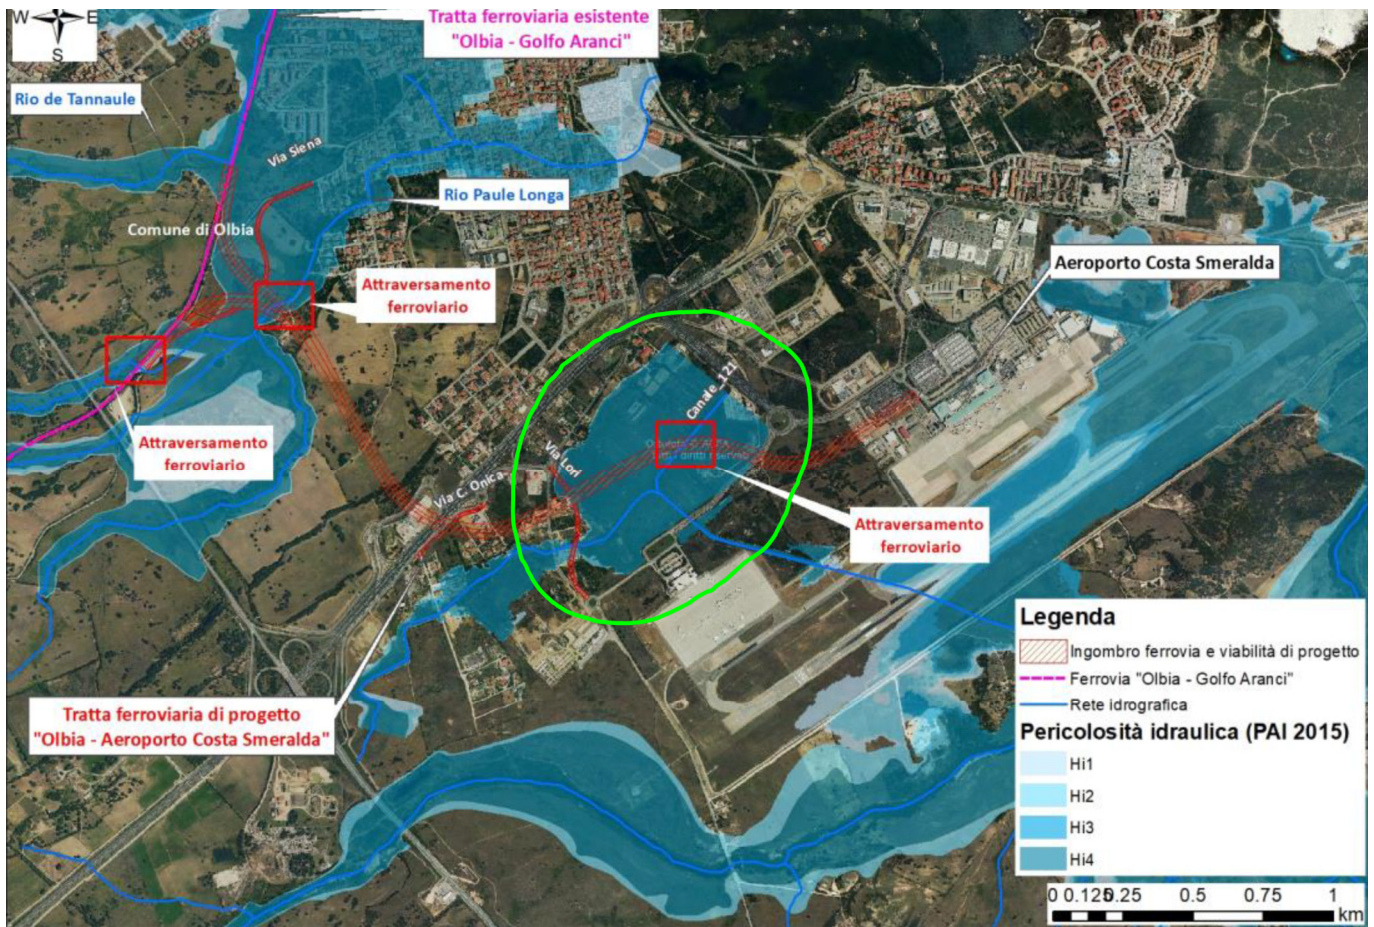 W
E
S
Tratta ferroviaria esistente
"Olbia - Golfo Aranci"
Rio de Tannaule
Via Siena
Rio Paule Longa
Comune di Olbia
Attraversamento
ferroviario
Aeroporto Costa Smeralda
Canale_121
Attraversamento
ferroviario
Via Lori
Via C. Onica
Attraversamento
ferroviario
Tratta ferroviaria di progetto
"Olbia - Aeroporto Costa Smeralda"
Legenda
Ingombro ferrovia e viabilità di progetto
Ferrovia "Olbia - Golfo Aranci"
Rete idrografica
Pericolosità idraulica (PAI 2015)
Hi1
Hi2
Hi3
Hi4
0 0.125 0.25 0.5 0.75 1
km